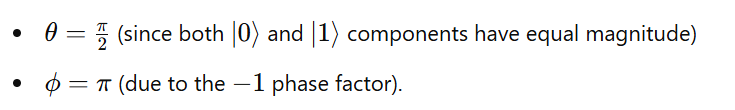 • θ = π/2 (since both |0⟩ and |1⟩ components have equal magnitude)
• ϕ = π (due to the −1 phase factor).